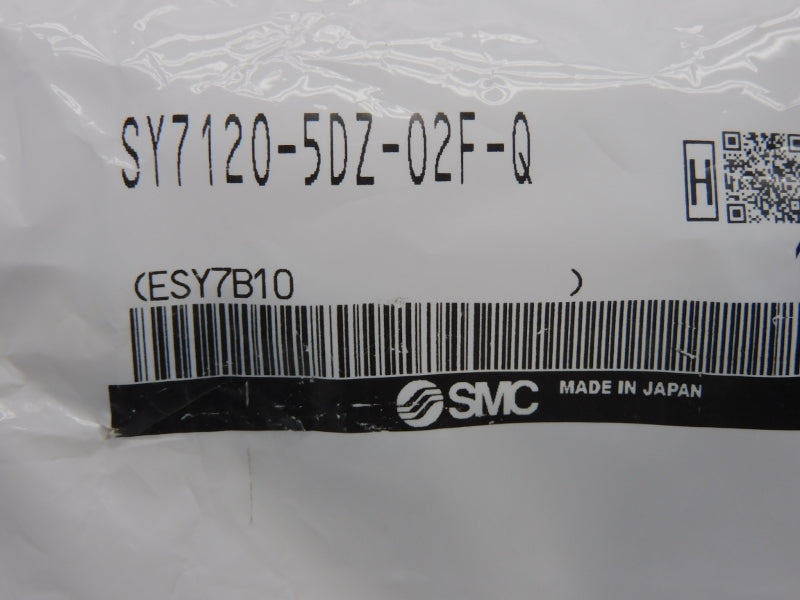 SY7120-5DZ-02F-Q
H
(ESY7B10 )
SMC MADE IN JAPAN